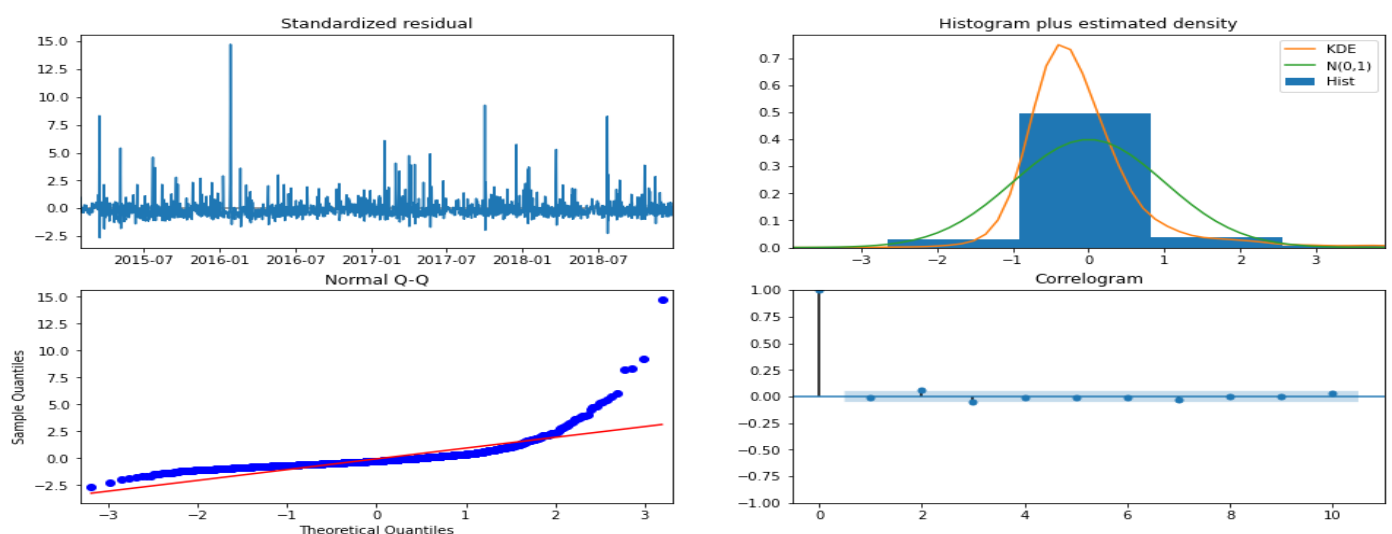 Standardized residual
15.0
12.5
10.0
7.5
5.0
2.5
0.0
−2.5
2015-07 2016-01 2016-07 2017-01 2017-07 2018-01 2018-07
Histogram plus estimated density
0.7
0.6
0.5
0.4
0.3
0.2
0.1
0.0
KDE
N(0,1)
Hist
−3 −2 −1 0 1 2 3
Normal Q-Q
Sample Quantiles
15.0
12.5
10.0
7.5
5.0
2.5
0.0
−2.5
−3 −2 −1 0 1 2 3
Theoretical Quantiles
Correlogram
1.00
0.75
0.50
0.25
0.00
−0.25
−0.50
−0.75
−1.00
0 2 4 6 8 10